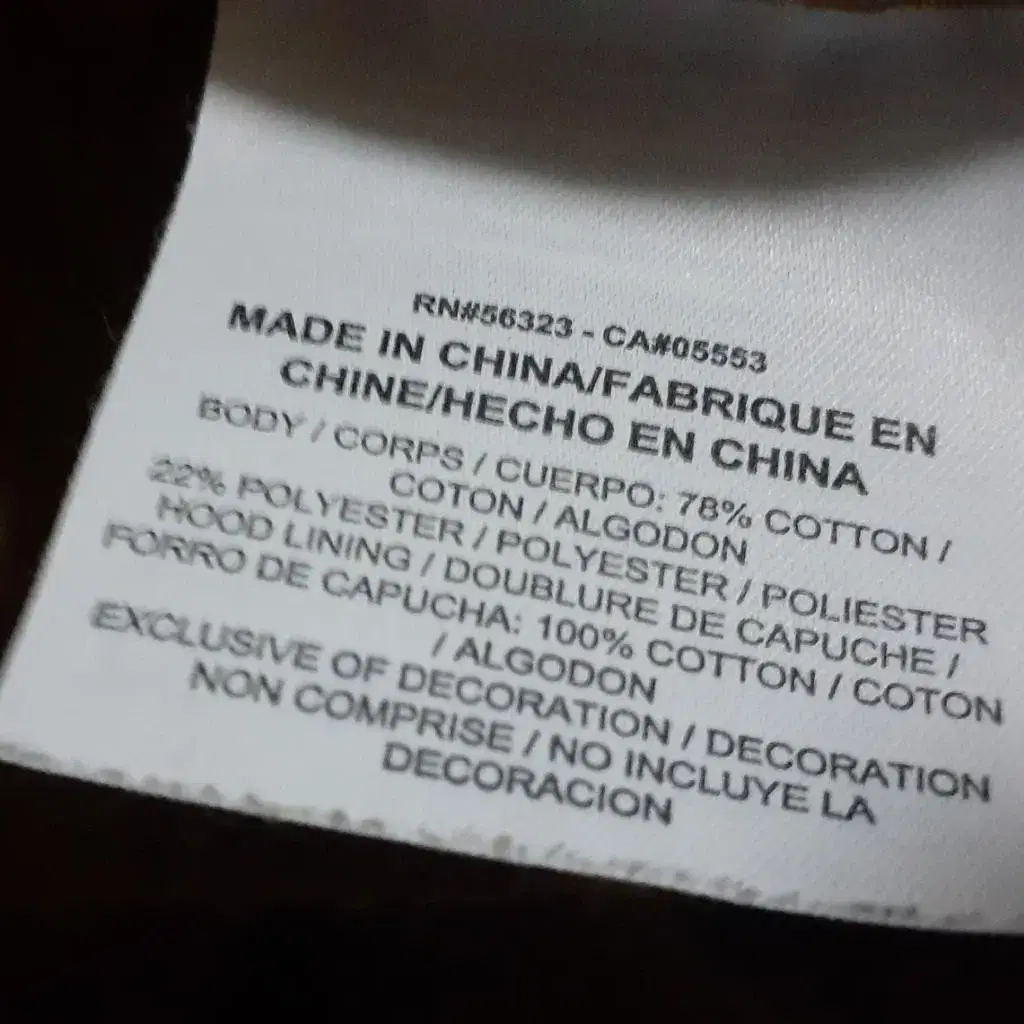 RN#56323 - CA#05553
MADE IN CHINA/FABRIQUE EN
CHINE/HECHO EN CHINA
BODY / CORPS / CUERPO: 78% COTTON /
COTON / ALGODON
22% POLYESTER / POLYESTER / POLIESTER
HOOD LINING / DOUBLURE DE CAPUCHE /
FORRO DE CAPUCHA: 100% COTTON / COTON
/ ALGODON
EXCLUSIVE OF DECORATION / DECORATION
NON COMPRISE / NO INCLUYE LA
DECORACION